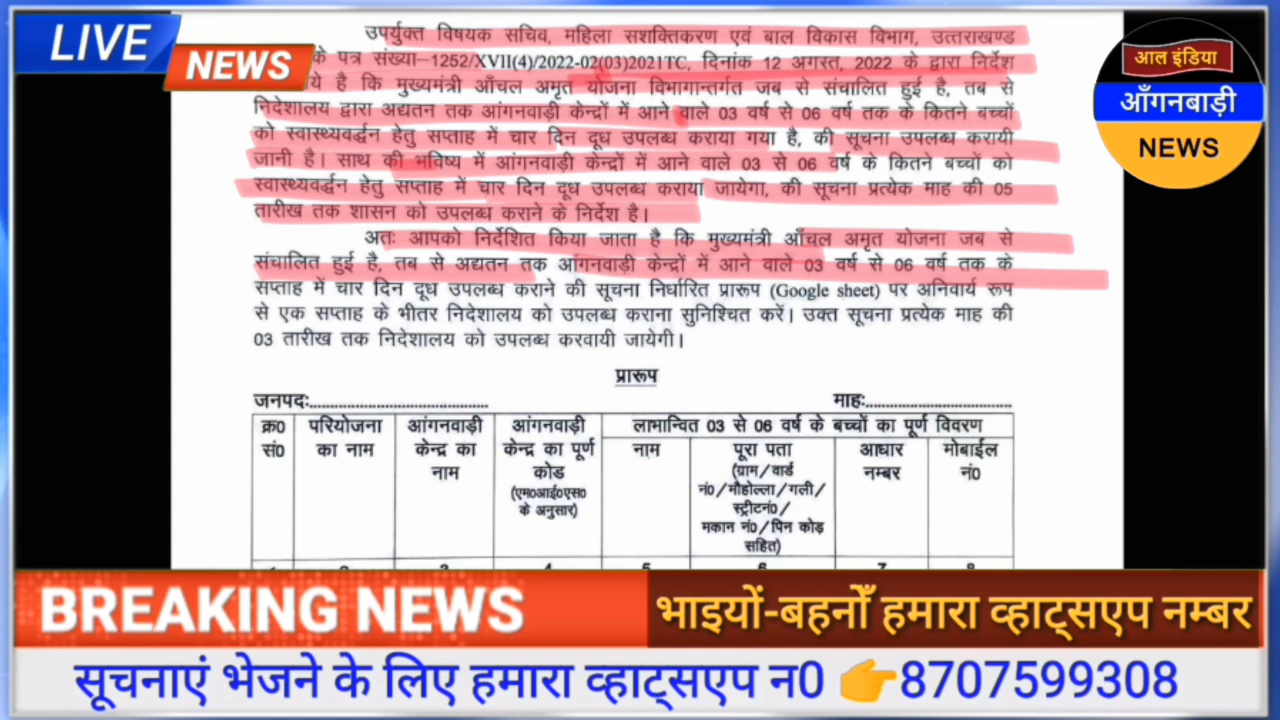 LIVE
NEWS
आल इंडिया
आँगनबाड़ी
NEWS
उपर्युक्त विषयक सचिव, महिला सशक्तिकरण एवं बाल विकास विभाग, उत्तराखण्ड
के पत्र संख्या–1252/XVII(4)/2022-02(03)2021TC, दिनांक 12 अगस्त, 2022 के द्वारा निर्देश
ये है कि मुख्यमंत्री आँचल अमृत योजना विभागान्तर्गत जब से संचालित हुई है, तब से
निदेशालय द्वारा अद्यतन तक आंगनवाड़ी केन्द्रों में आने वाले 03 वर्ष से 06 वर्ष तक के कितने बच्चों
को स्वास्थ्यवर्द्धन हेतु सप्ताह में चार दिन दूध उपलब्ध कराया गया है, की सूचना उपलब्ध करायी
जानी है। साथ की भविष्य में आंगनवाड़ी केन्द्रों में आने वाले 03 से 06 वर्ष के कितने बच्चों को
स्वास्थ्यवर्द्धन हेतु सप्ताह में चार दिन दूध उपलब्ध कराया जायेगा, की सूचना प्रत्येक माह की 05
तारीख तक शासन को उपलब्ध कराने के निर्देश है।
अतः आपको निर्देशित किया जाता है कि मुख्यमंत्री आँचल अमृत योजना जब से
संचालित हुई है, तब से अद्यतन तक आंगनवाड़ी केन्द्रों में आने वाले 03 वर्ष से 06 वर्ष तक के
सप्ताह में चार दिन दूध उपलब्ध कराने की सूचना निर्धारित प्रारूप (Google sheet) पर अनिवार्य रूप
से एक सप्ताह के भीतर निदेशालय को उपलब्ध कराना सुनिश्चित करें। उक्त सूचना प्रत्येक माह की
03 तारीख तक निदेशालय को उपलब्ध करवायी जायेगी।
प्रारूप
जनपदः............................................ माहः....................................
क्र0 परियोजना आंगनवाड़ी आंगनवाड़ी लाभान्वित 03 से 06 वर्ष के बच्चों का पूर्ण विवरण
सं0 का नाम केन्द्र का केन्द्र का पूर्ण नाम पूरा पता आधार मोबाईल
नाम कोड (ग्राम/वार्ड नम्बर नं0
(एम0आई0एस0 नं0/मौहोल्ला/गली/
के अनुसार) स्ट्रीटनं0/
मकान नं0/पिन कोड़
सहित)
BREAKING NEWS
भाइयों-बहनोँ हमारा व्हाट्सएप नम्बर
सूचनाएं भेजने के लिए हमारा व्हाट्सएप न0 👉8707599308